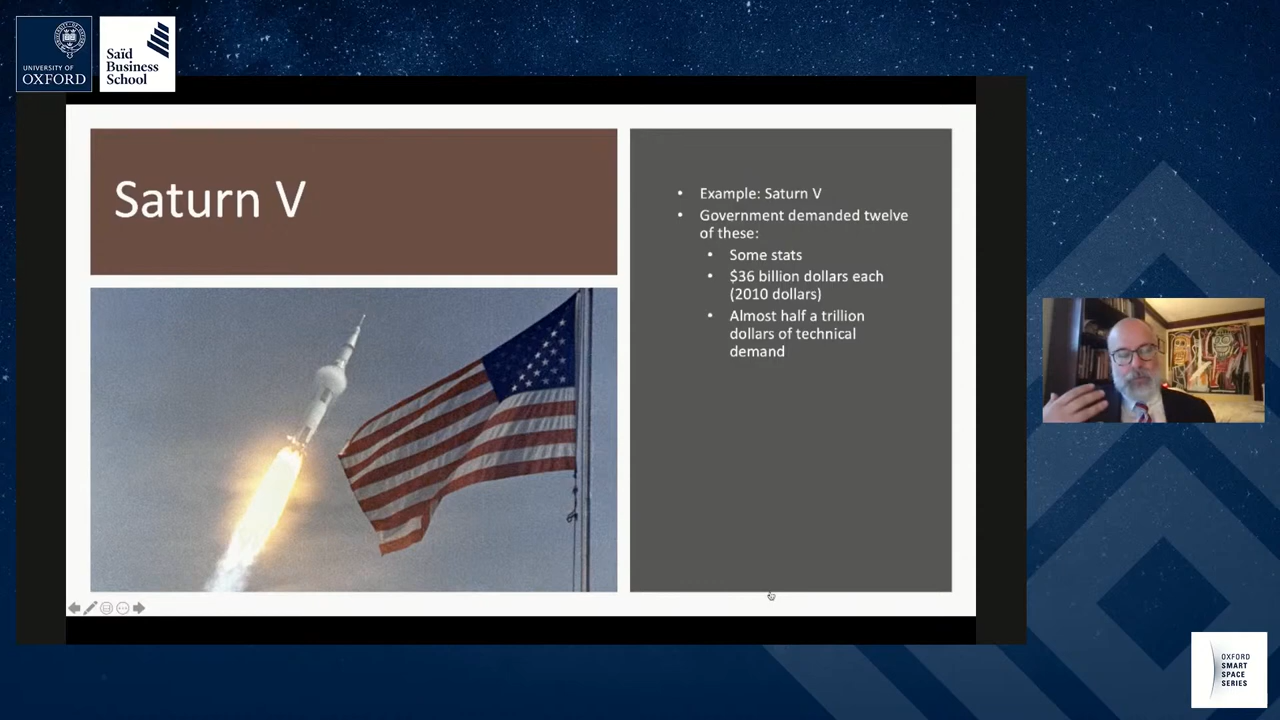 UNIVERSITY OF
OXFORD
Saïd
Business
School
Saturn V
• Example: Saturn V
• Government demanded twelve
of these:
• Some stats
• $36 billion dollars each
(2010 dollars)
• Almost half a trillion
dollars of technical
demand
OXFORD
SMART
SPACE
SERIES